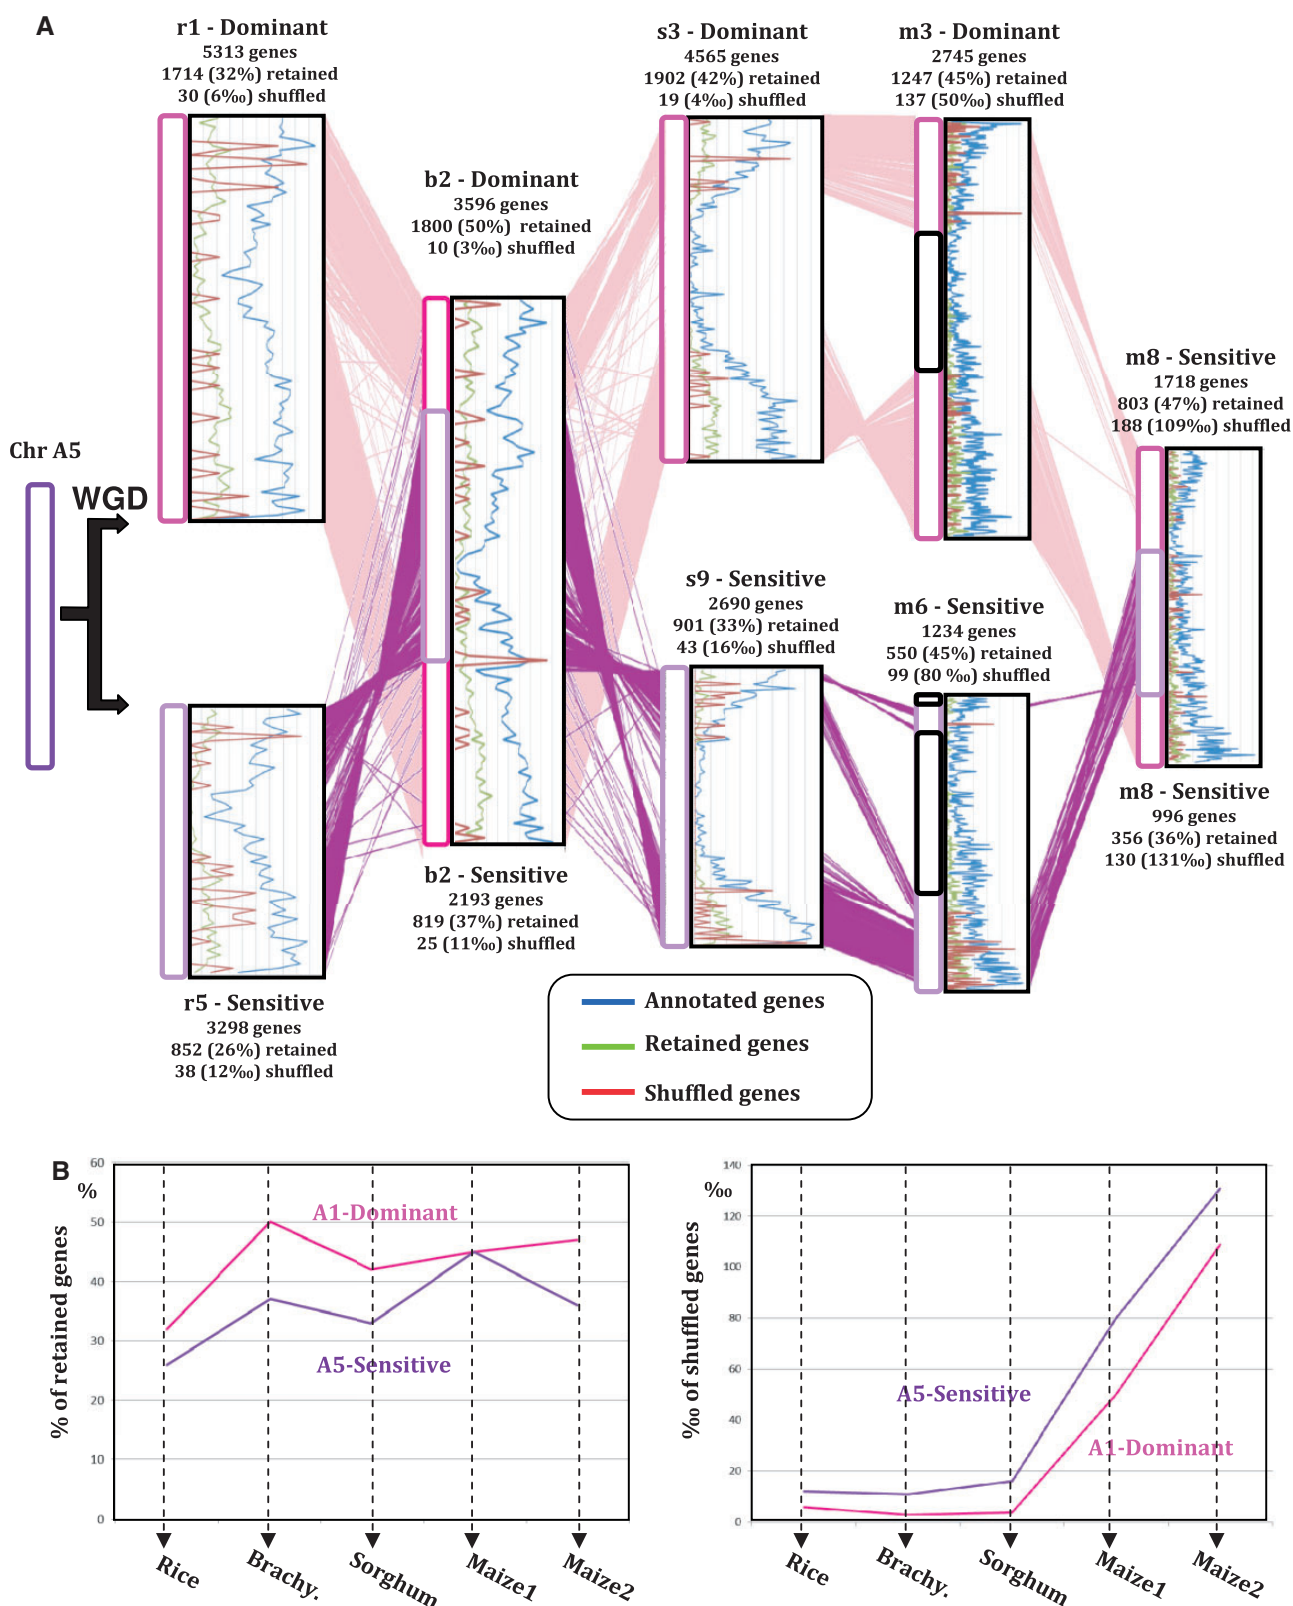 A
r1 - Dominant
5313 genes
1714 (32%) retained
30 (6‰) shuffled
b2 - Dominant
3596 genes
1800 (50%) retained
10 (3‰) shuffled
s3 - Dominant
4565 genes
1902 (42%) retained
19 (4‰) shuffled
m3 - Dominant
2745 genes
1247 (45%) retained
137 (50‰) shuffled
m8 - Sensitive
1718 genes
803 (47%) retained
188 (109‰) shuffled
Chr A5
WGD
s9 - Sensitive
2690 genes
901 (33%) retained
43 (16‰) shuffled
m6 - Sensitive
1234 genes
550 (45%) retained
99 (80 ‰) shuffled
m8 - Sensitive
996 genes
356 (36%) retained
130 (131‰) shuffled
b2 - Sensitive
2193 genes
819 (37%) retained
25 (11‰) shuffled
r5 - Sensitive
3298 genes
852 (26%) retained
38 (12‰) shuffled
Annotated genes
Retained genes
Shuffled genes
B
%
% of retained genes
60
50
40
30
20
10
0
A1-Dominant
A5-Sensitive
Rice
Brachy.
Sorghum
Maize1
Maize2
‰
‰ of shuffled genes
140
120
100
80
60
40
20
0
A5-Sensitive
A1-Dominant
Rice
Brachy.
Sorghum
Maize1
Maize2